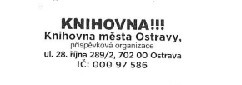 KNIHOVNA!!!
Knihovna města Ostravy,
příspěvková organizace
ul. 28. října 289/2, 702 00 Ostrava
IČ: 000 97 586